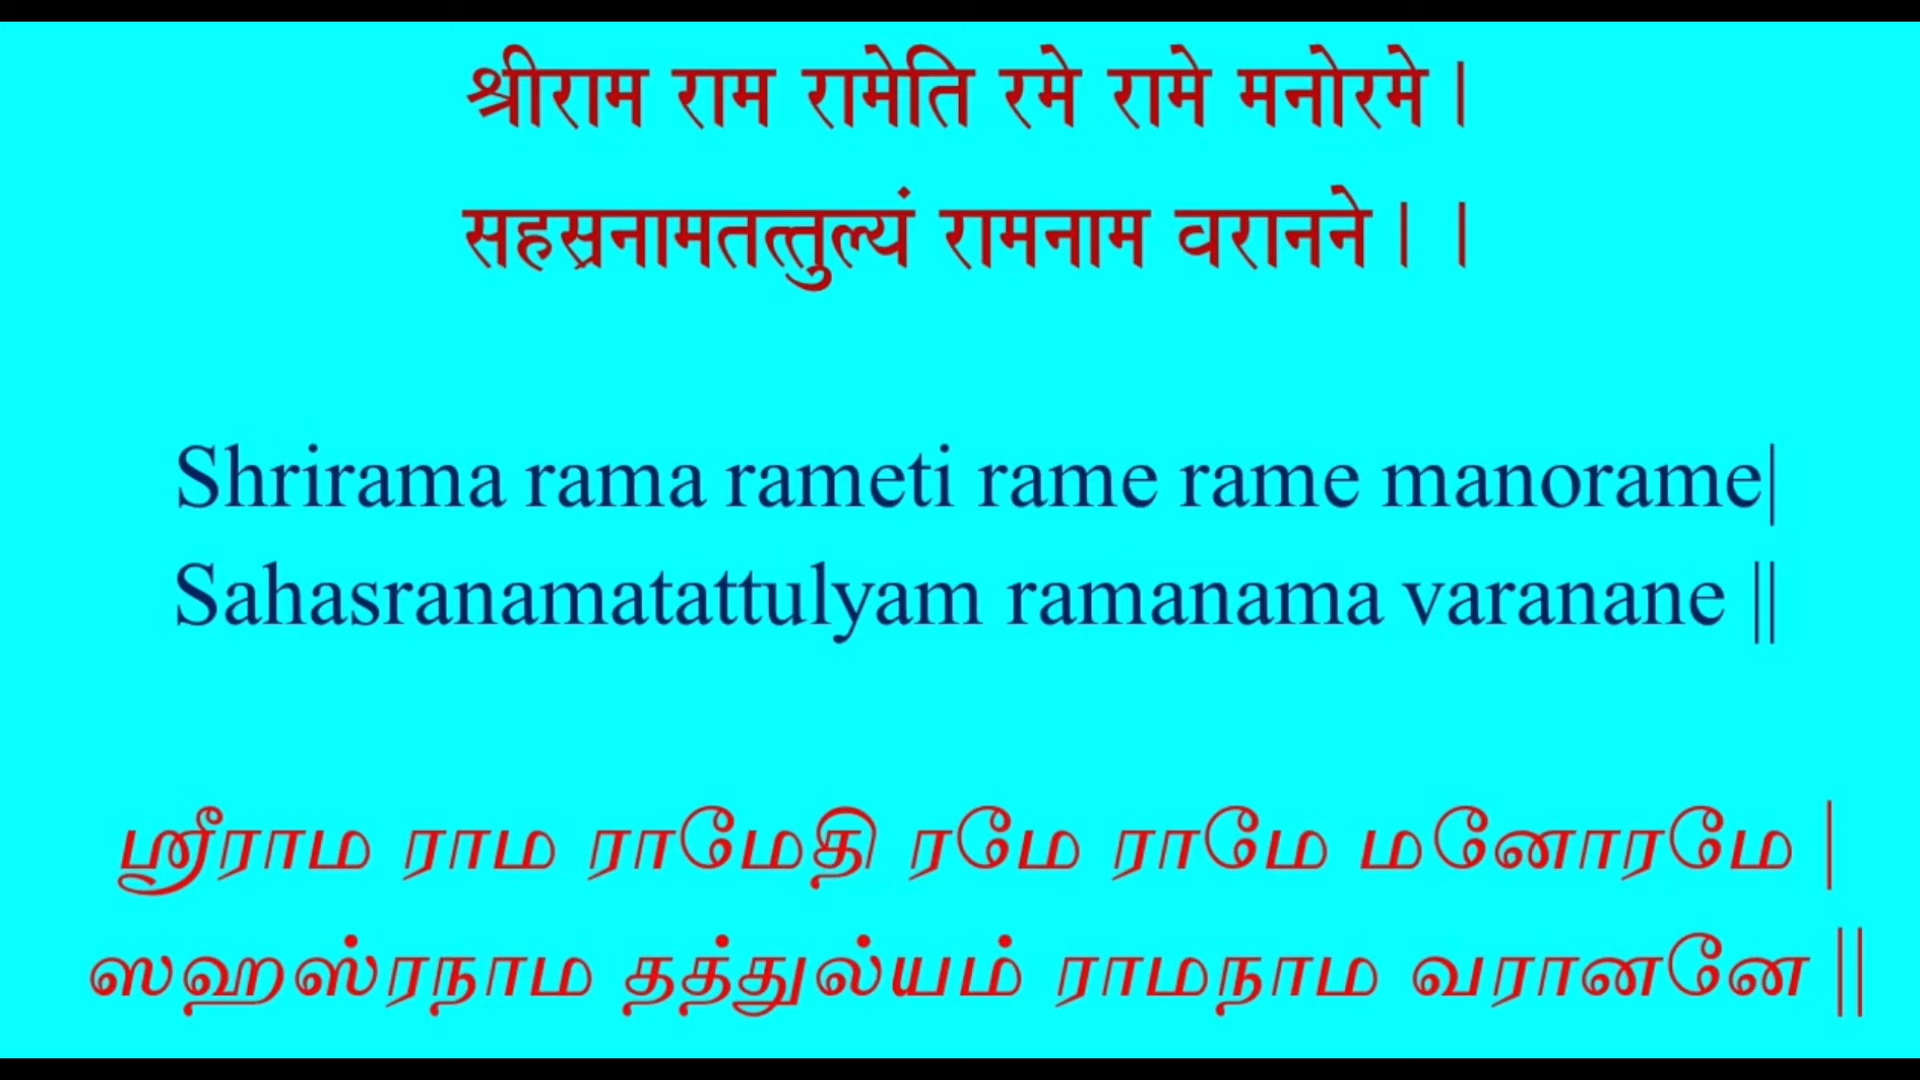 श्रीराम राम रामेति रमे रामे मनोरमे।
सहस्रनामतत्तुल्यं रामनाम वरानने। ।
Shrirama rama rameti rame rame manorame|
Sahasranamatattulyam ramanama varanane ||
ஸ்ரீராம ராம ராமேதி ரமே ராமே மனோரமே |
ஸஹஸ்ரநாம தத்துல்யம் ராமநாம வரானனே ||